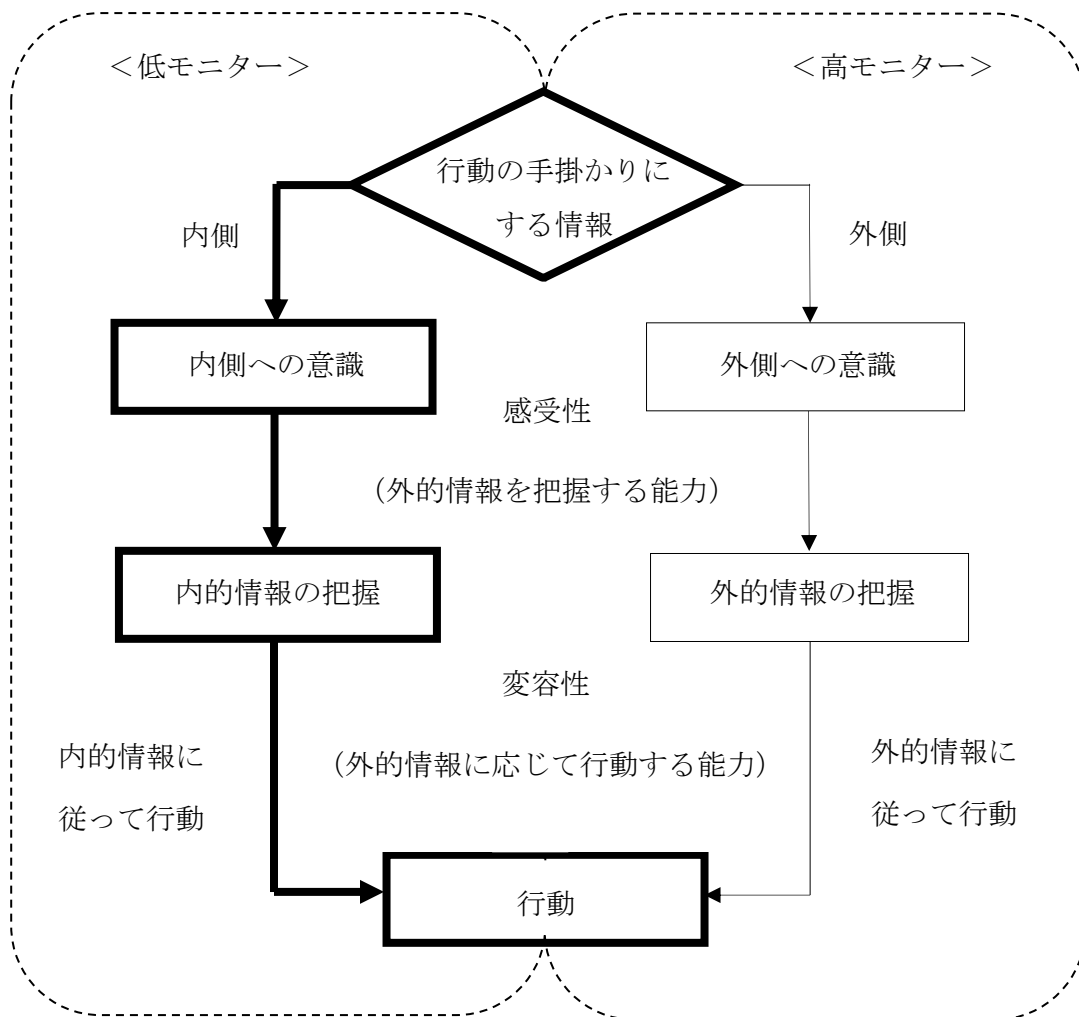 <低モニター>
<高モニター>
行動の手掛かりに
する情報
内側
外側
内側への意識
外側への意識
感受性
(外的情報を把握する能力)
内的情報の把握
外的情報の把握
変容性
(外的情報に応じて行動する能力)
内的情報に
従って行動
外的情報に
従って行動
行動